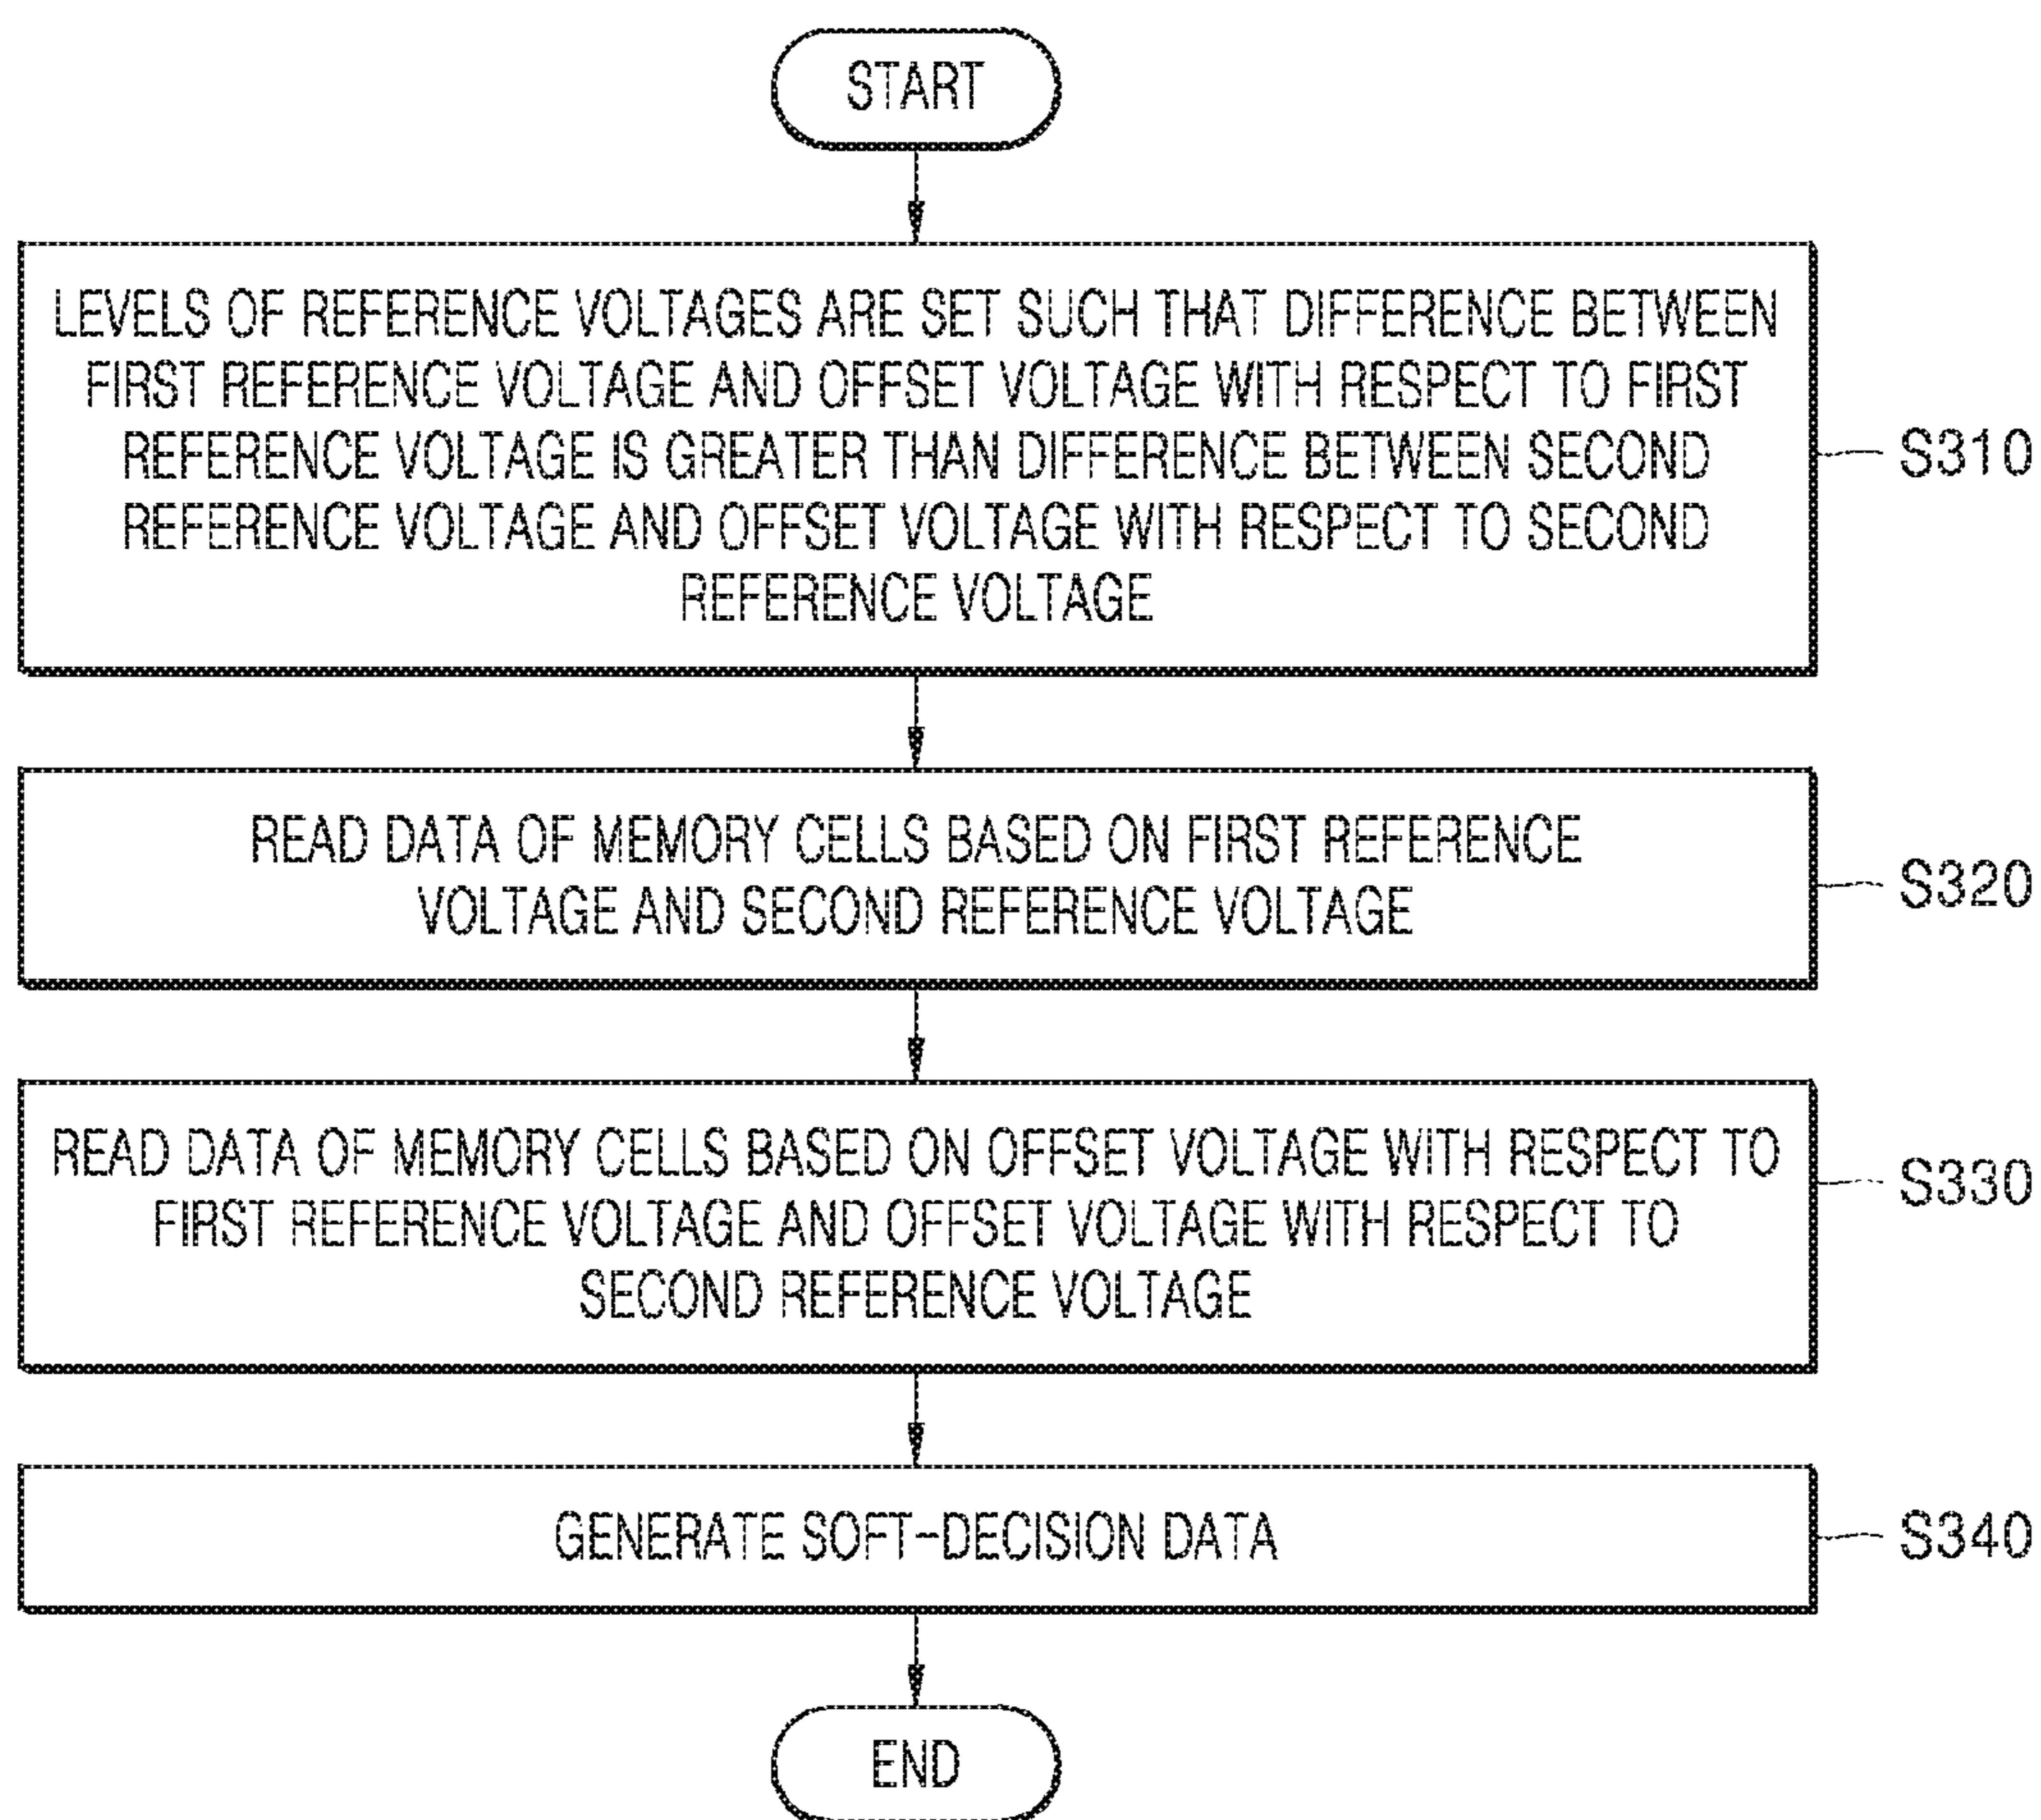 START
LEVELS OF REFERENCE VOLTAGES ARE SET SUCH THAT DIFFERENCE BETWEEN
FIRST REFERENCE VOLTAGE AND OFFSET VOLTAGE WITH RESPECT TO FIRST
REFERENCE VOLTAGE IS GREATER THAN DIFFERENCE BETWEEN SECOND
REFERENCE VOLTAGE AND OFFSET VOLTAGE WITH RESPECT TO SECOND
REFERENCE VOLTAGE
S310
READ DATA OF MEMORY CELLS BASED ON FIRST REFERENCE
VOLTAGE AND SECOND REFERENCE VOLTAGE
S320
READ DATA OF MEMORY CELLS BASED ON OFFSET VOLTAGE WITH RESPECT TO
FIRST REFERENCE VOLTAGE AND OFFSET VOLTAGE WITH RESPECT TO
SECOND REFERENCE VOLTAGE
S330
GENERATE SOFT-DECISION DATA
S340
END